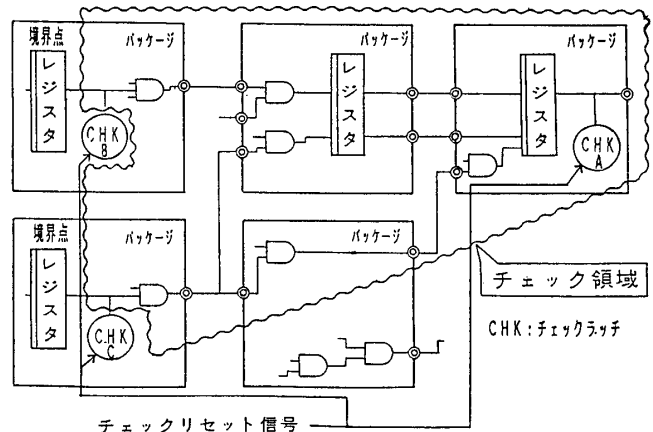 境界点
パッケージ
レジスタ
CHK
B
パッケージ
レジスタ
パッケージ
レジスタ
CHK
A
境界点
パッケージ
レジスタ
C.HK
C
パッケージ
チェック領域
CHK:チェックラッチ
チェックリセット信号